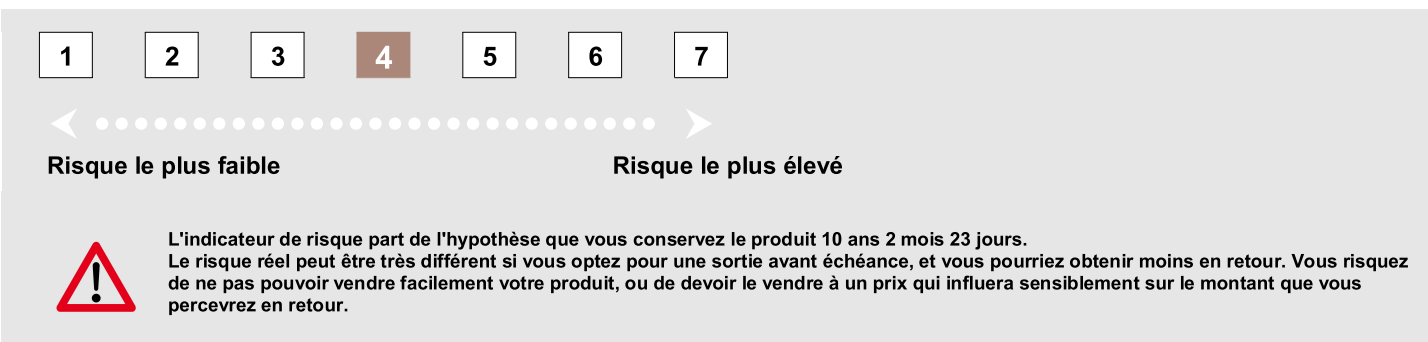 1 2 3 4 5 6 7
Risque le plus faible Risque le plus élevé
L'indicateur de risque part de l'hypothèse que vous conservez le produit 10 ans 2 mois 23 jours.
Le risque réel peut être très différent si vous optez pour une sortie avant échéance, et vous pourriez obtenir moins en retour. Vous risquez
de ne pas pouvoir vendre facilement votre produit, ou de devoir le vendre à un prix qui influera sensiblement sur le montant que vous
percevrez en retour.